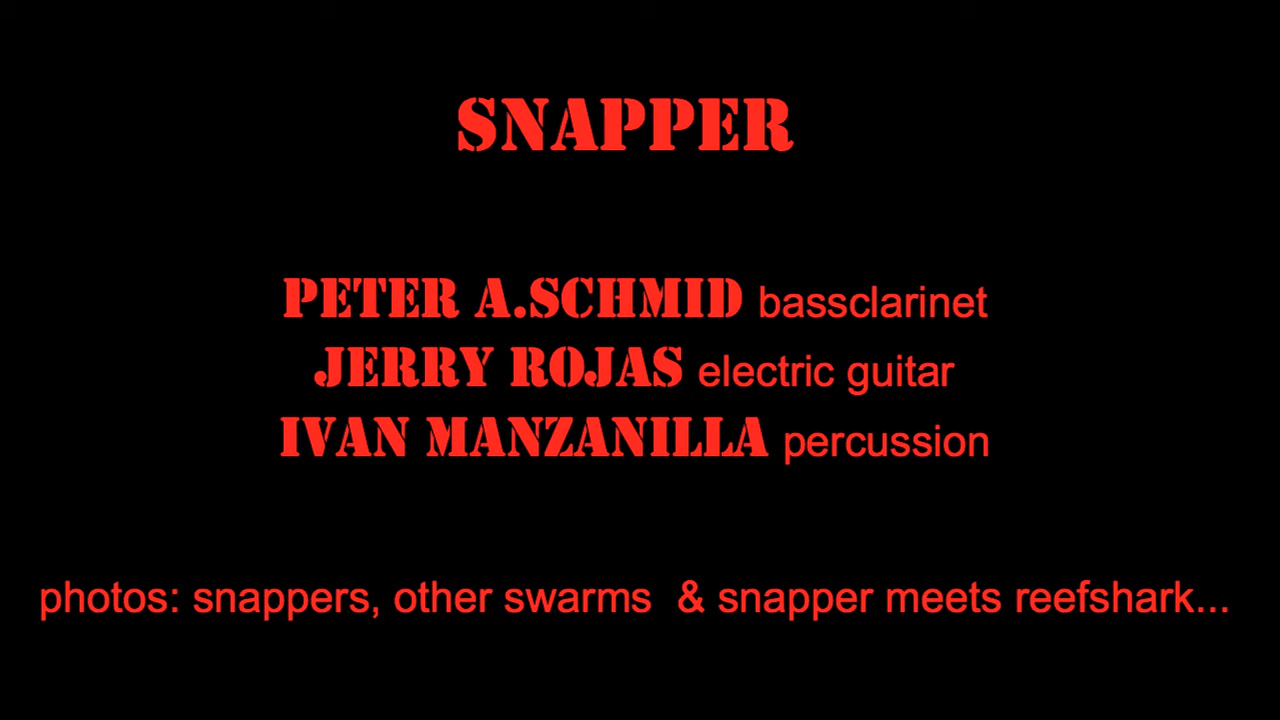 SNAPPER
PETER A.SCHMID bassclarinet
JERRY ROJAS electric guitar
IVAN MANZANILLA percussion
photos: snappers, other swarms  & snapper meets reefshark...